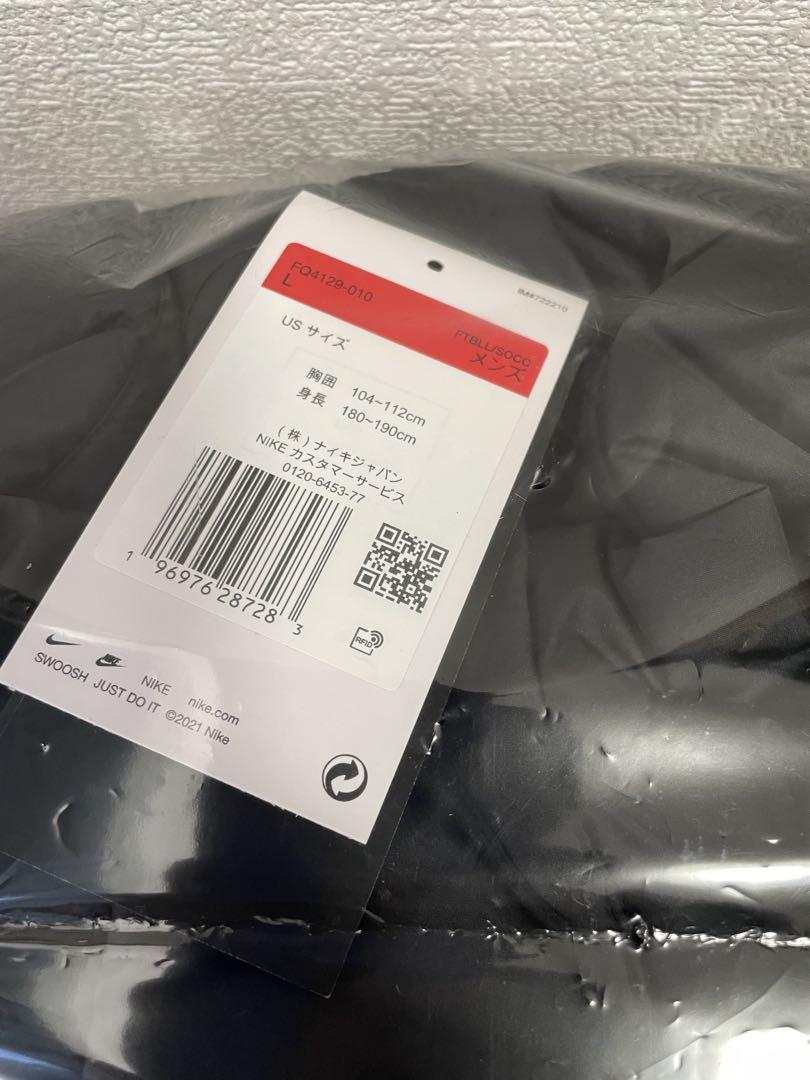 FQ4129-010
L
FTBLL/SOCC
メンズ
US サイズ
胸囲 104~112cm
身長 180~190cm
(株)ナイキジャパン
NIKE カスタマーサービス
0120-6453-77
1 96976 28728 3
RFID
NIKE nike.com
SWOOSH JUST DO IT ©2021 Nike